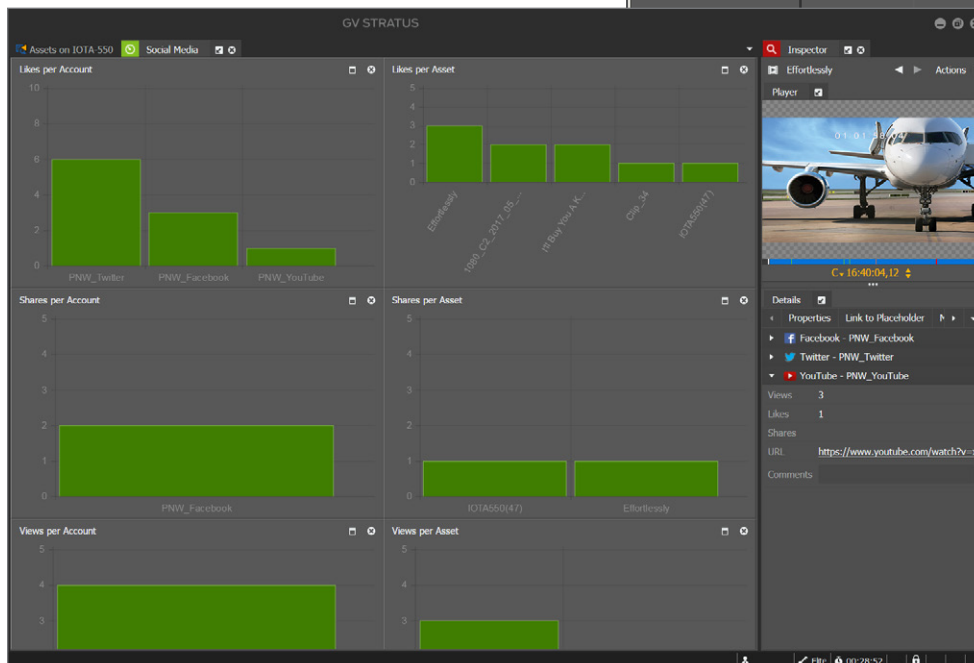 GV STRATUS
Assets on IOTA-550
Social Media
Inspector
Likes per Account
10
8
6
4
2
0
PNW_Twitter
PNW_Facebook
PNW_YouTube
Likes per Asset
5
4
3
2
1
0
Effortlessly
1080_C2_2017_05_...
I'll Buy You A K...
Clip_34
IOTA550(47)
Effortlessly
Actions
Player
C 16:40:04,12
Shares per Account
5
4
3
2
1
0
PNW_Facebook
Shares per Asset
5
4
3
2
1
0
IOTA550(47)
Effortlessly
Details
Properties
Link to Placeholder
Facebook - PNW_Facebook
Twitter - PNW_Twitter
YouTube - PNW_YouTube
Views 3
Likes 1
Shares
URL https://www.youtube.com/watch?v=
Comments
Views per Account
5
4
3
Views per Asset
5
4
3
Elite
00:28:52